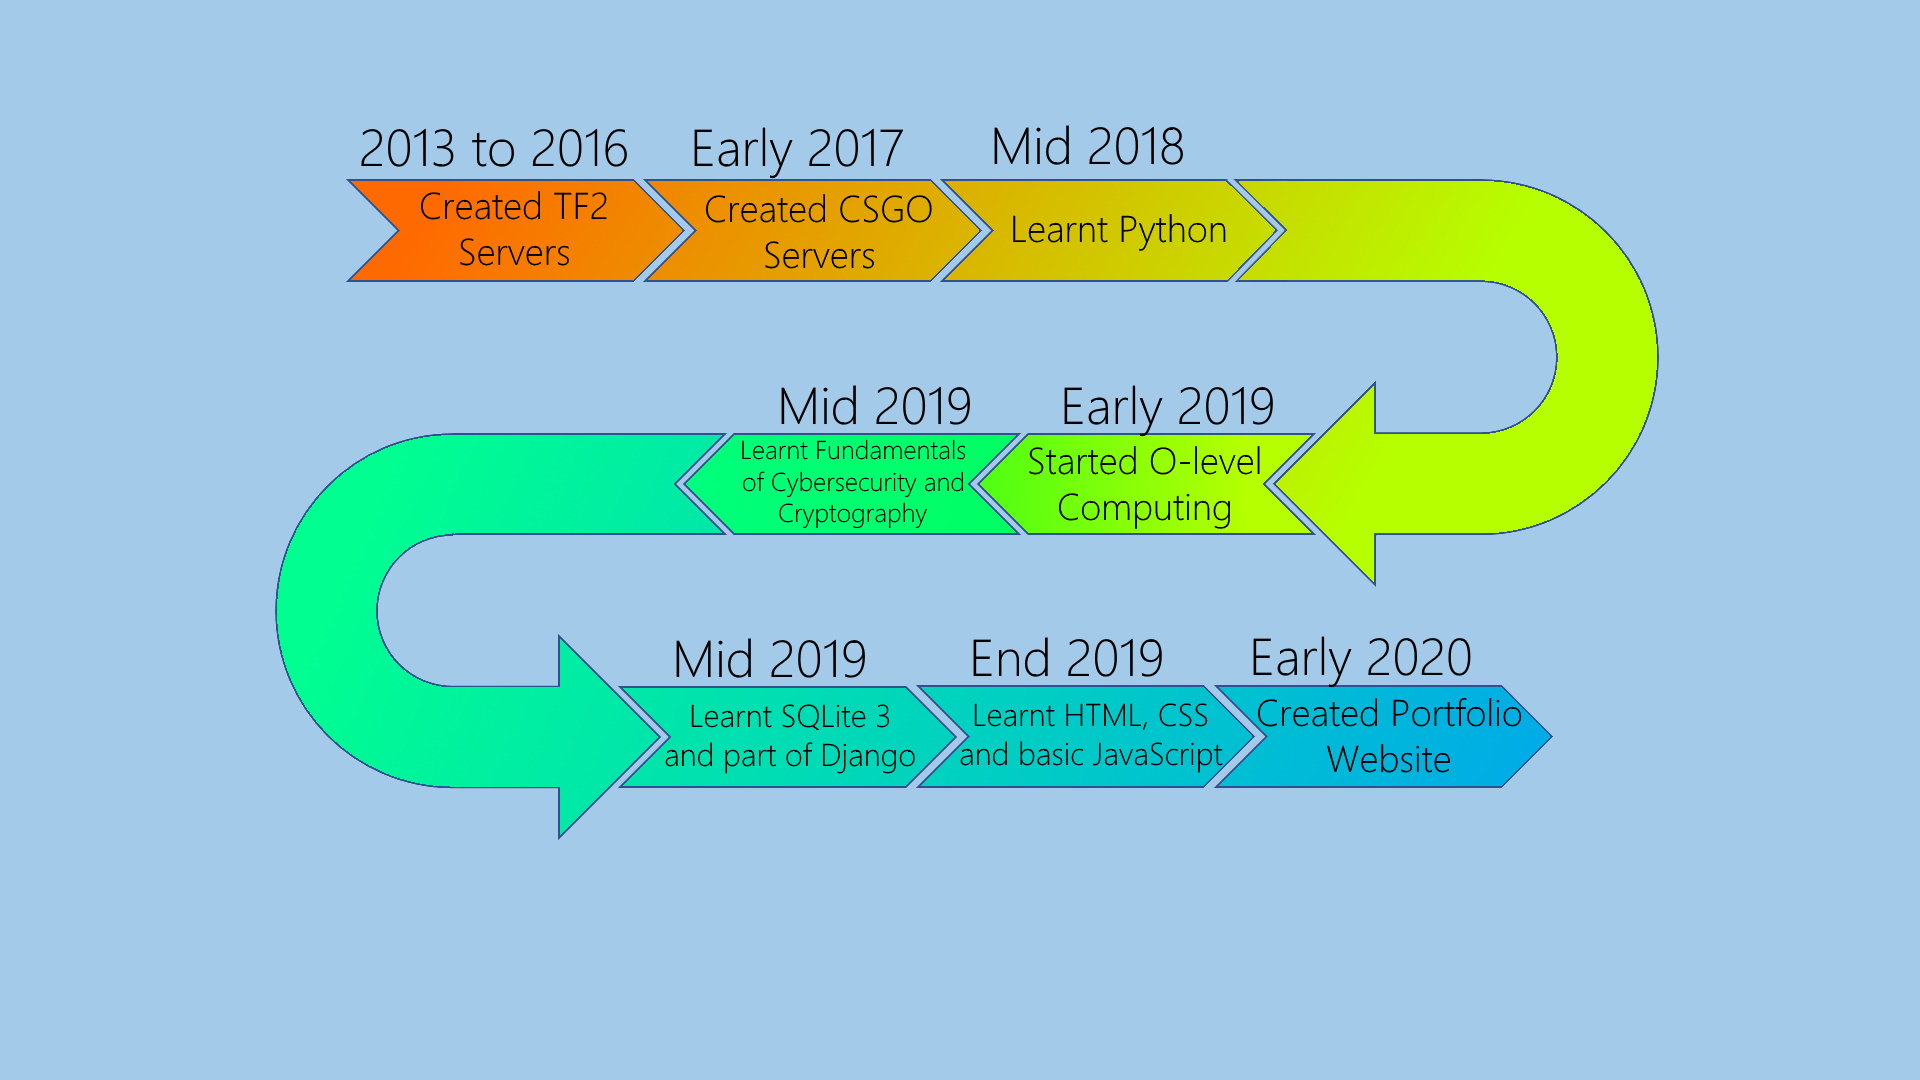 2013 to 2016
Created TF2
Servers
Early 2017
Created CSGO
Servers
Mid 2018
Learnt Python
Early 2019
Started O-level
Computing
Mid 2019
Learnt Fundamentals
of Cybersecurity and
Cryptography
Mid 2019
Learnt SQLite 3
and part of Django
End 2019
Learnt HTML, CSS
and basic JavaScript
Early 2020
Created Portfolio
Website